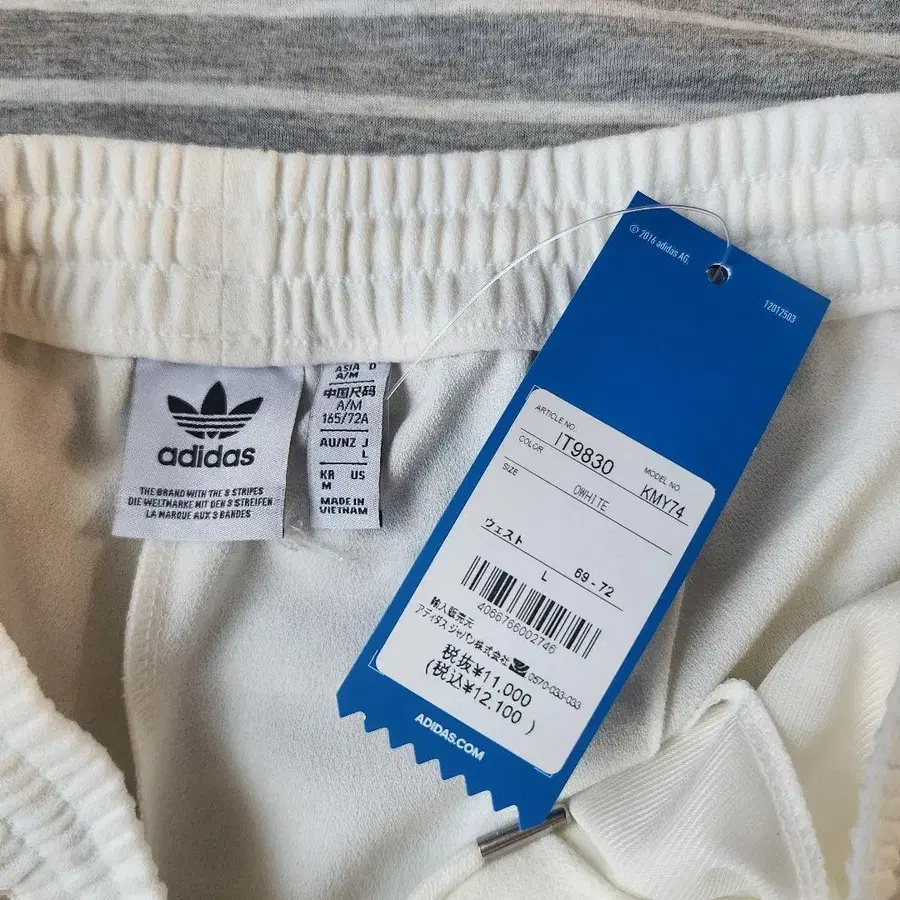 © 2016 adidas AG.
12012503
ARTICLE NO.
IT9830
MODEL NO
KMY74
COLOR
OWHITE
SIZE
ウェスト
L 69-72
4066766002746
輸入販売元
アディダス ジャパン株式会社 0570-033-033
税抜¥11,000
(税込¥12,100 )
ADIDAS.COM
adidas
THE BRAND WITH THE 3 STRIPES
DIE WELTMARKE MIT DEN 3 STREIFEN
LA MARQUE AUX 3 BANDES
ASIA D
A/M
中国尺码
A/M
165/72A
AU/NZ J
L
KR US
M
MADE IN
VIETNAM